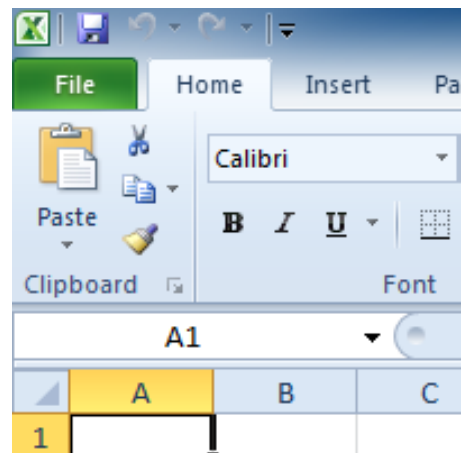 File Home Insert Pa
Calibri
Paste B I U
Clipboard Font
A1
A B C
1